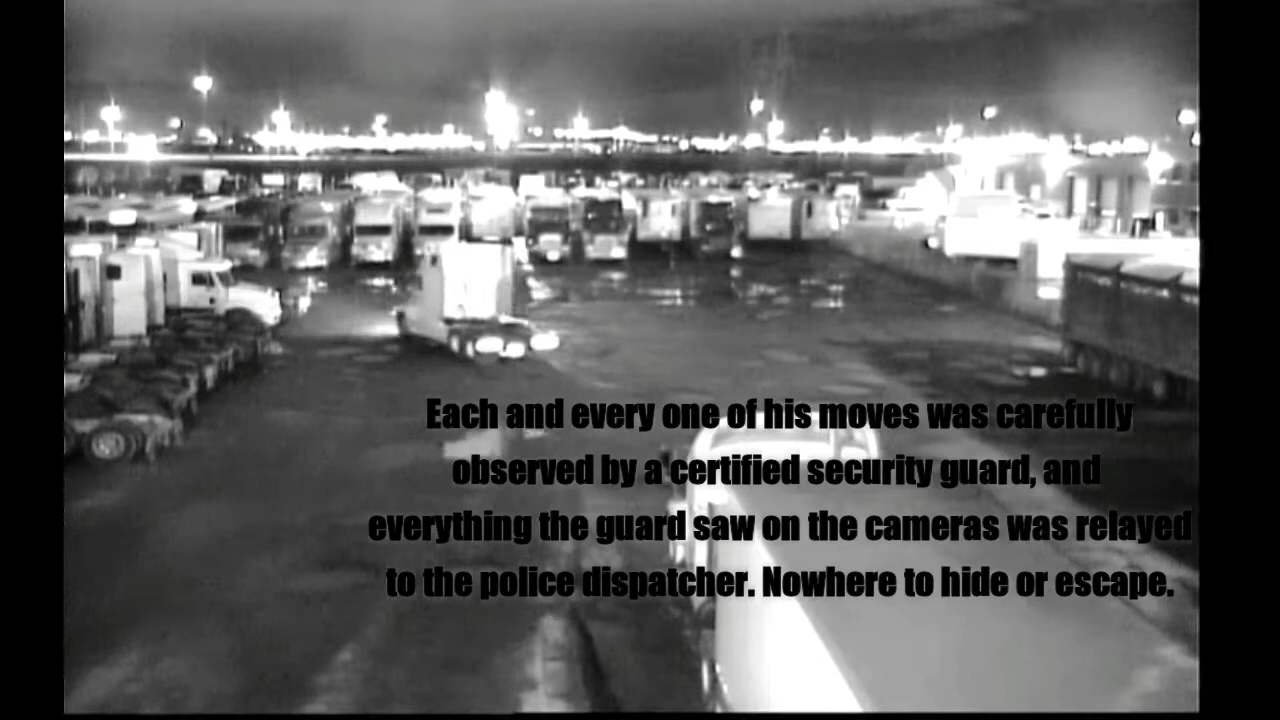 Each and every one of his moves was carefully
observed by a certified security guard, and
everything the guard saw on the cameras was relayed
to the police dispatcher. Nowhere to hide or escape.